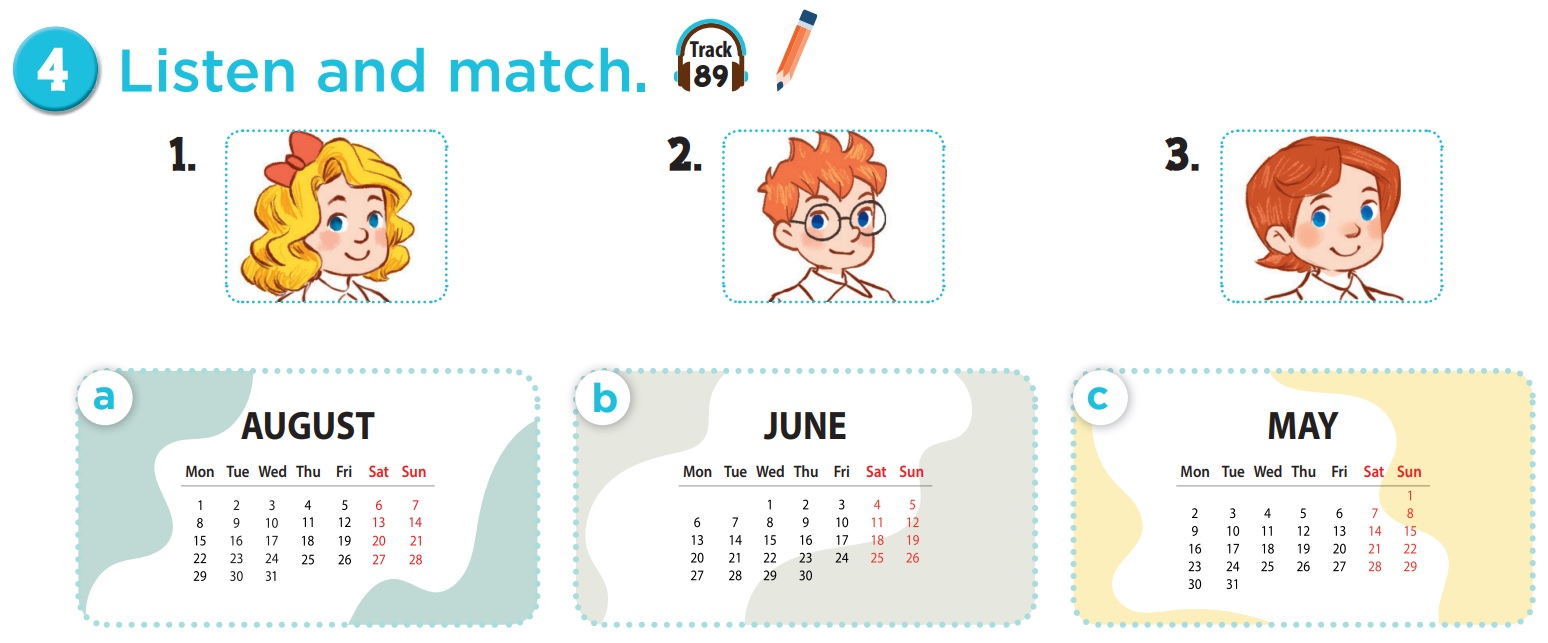 4 Listen and match. Track 89
1. 2. 3.
a
AUGUST
Mon Tue Wed Thu Fri Sat Sun
1 2 3 4 5 6 7
8 9 10 11 12 13 14
15 16 17 18 19 20 21
22 23 24 25 26 27 28
29 30 31
b
JUNE
Mon Tue Wed Thu Fri Sat Sun
1 2 3 4 5
6 7 8 9 10 11 12
13 14 15 16 17 18 19
20 21 22 23 24 25 26
27 28 29 30
c
MAY
Mon Tue Wed Thu Fri Sat Sun
1
2 3 4 5 6 7 8
9 10 11 12 13 14 15
16 17 18 19 20 21 22
23 24 25 26 27 28 29
30 31